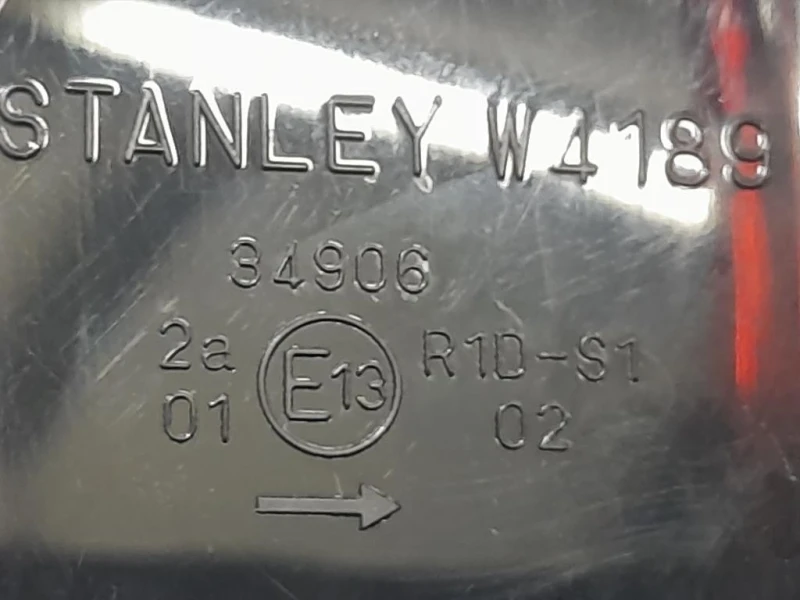 STANLEY W4189
34906
2a E13 R1D-S1
01 02